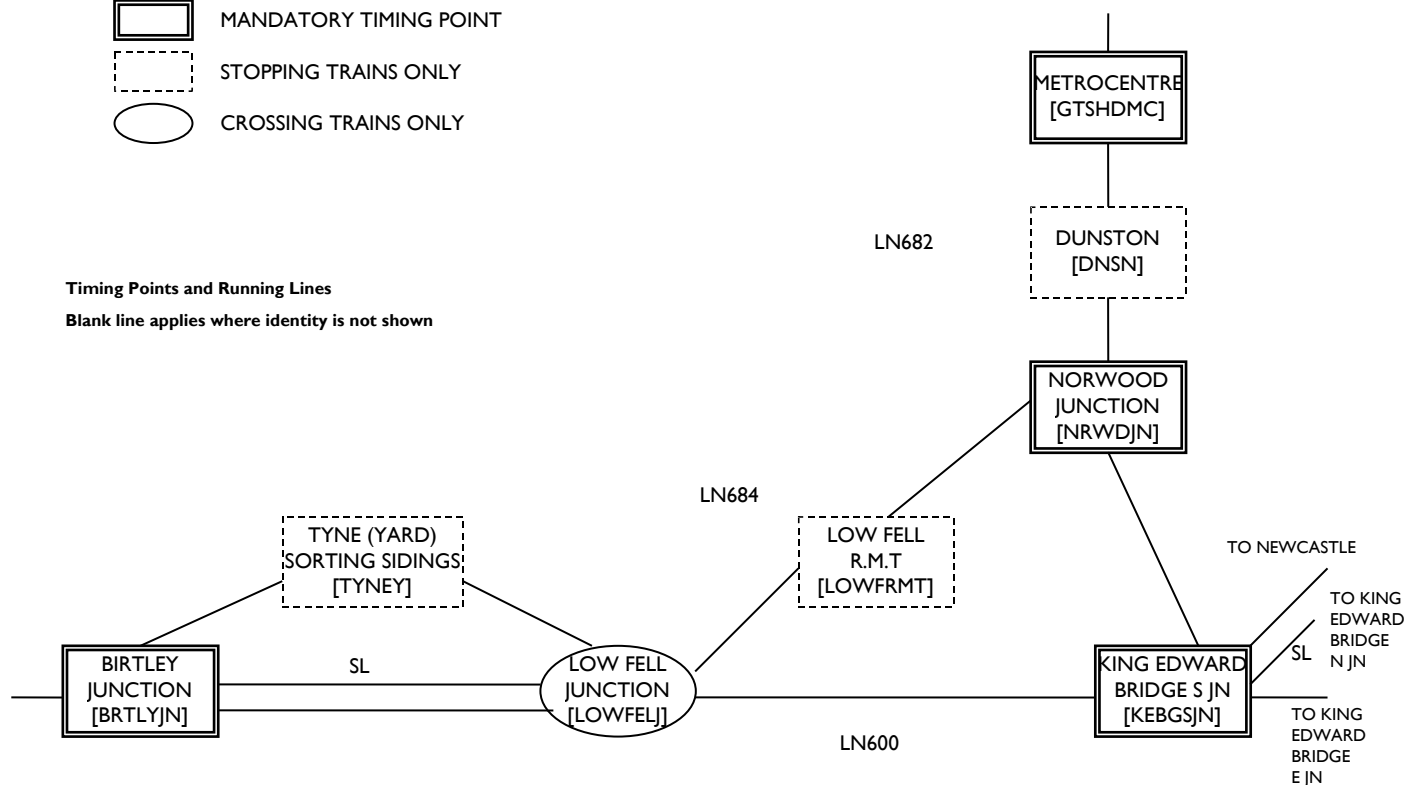 MANDATORY TIMING POINT
STOPPING TRAINS ONLY
CROSSING TRAINS ONLY
METROCENTRE
[GTSHDMC]
LN682
DUNSTON
[DNSN]
Timing Points and Running Lines
Blank line applies where identity is not shown
NORWOOD
JUNCTION
[NRWDJN]
LN684
TYNE (YARD)
SORTING SIDINGS
[TYNEY]
LOW FELL
R.M.T
[LOWFRMT]
TO NEWCASTLE
TO KING
EDWARD
BRIDGE
N JN
SL
BIRTLEY
JUNCTION
[BRTLYJN]
SL
LOW FELL
JUNCTION
[LOWFELJ]
KING EDWARD
BRIDGE S JN
[KEBGSJN]
LN600
TO KING
EDWARD
BRIDGE
E JN